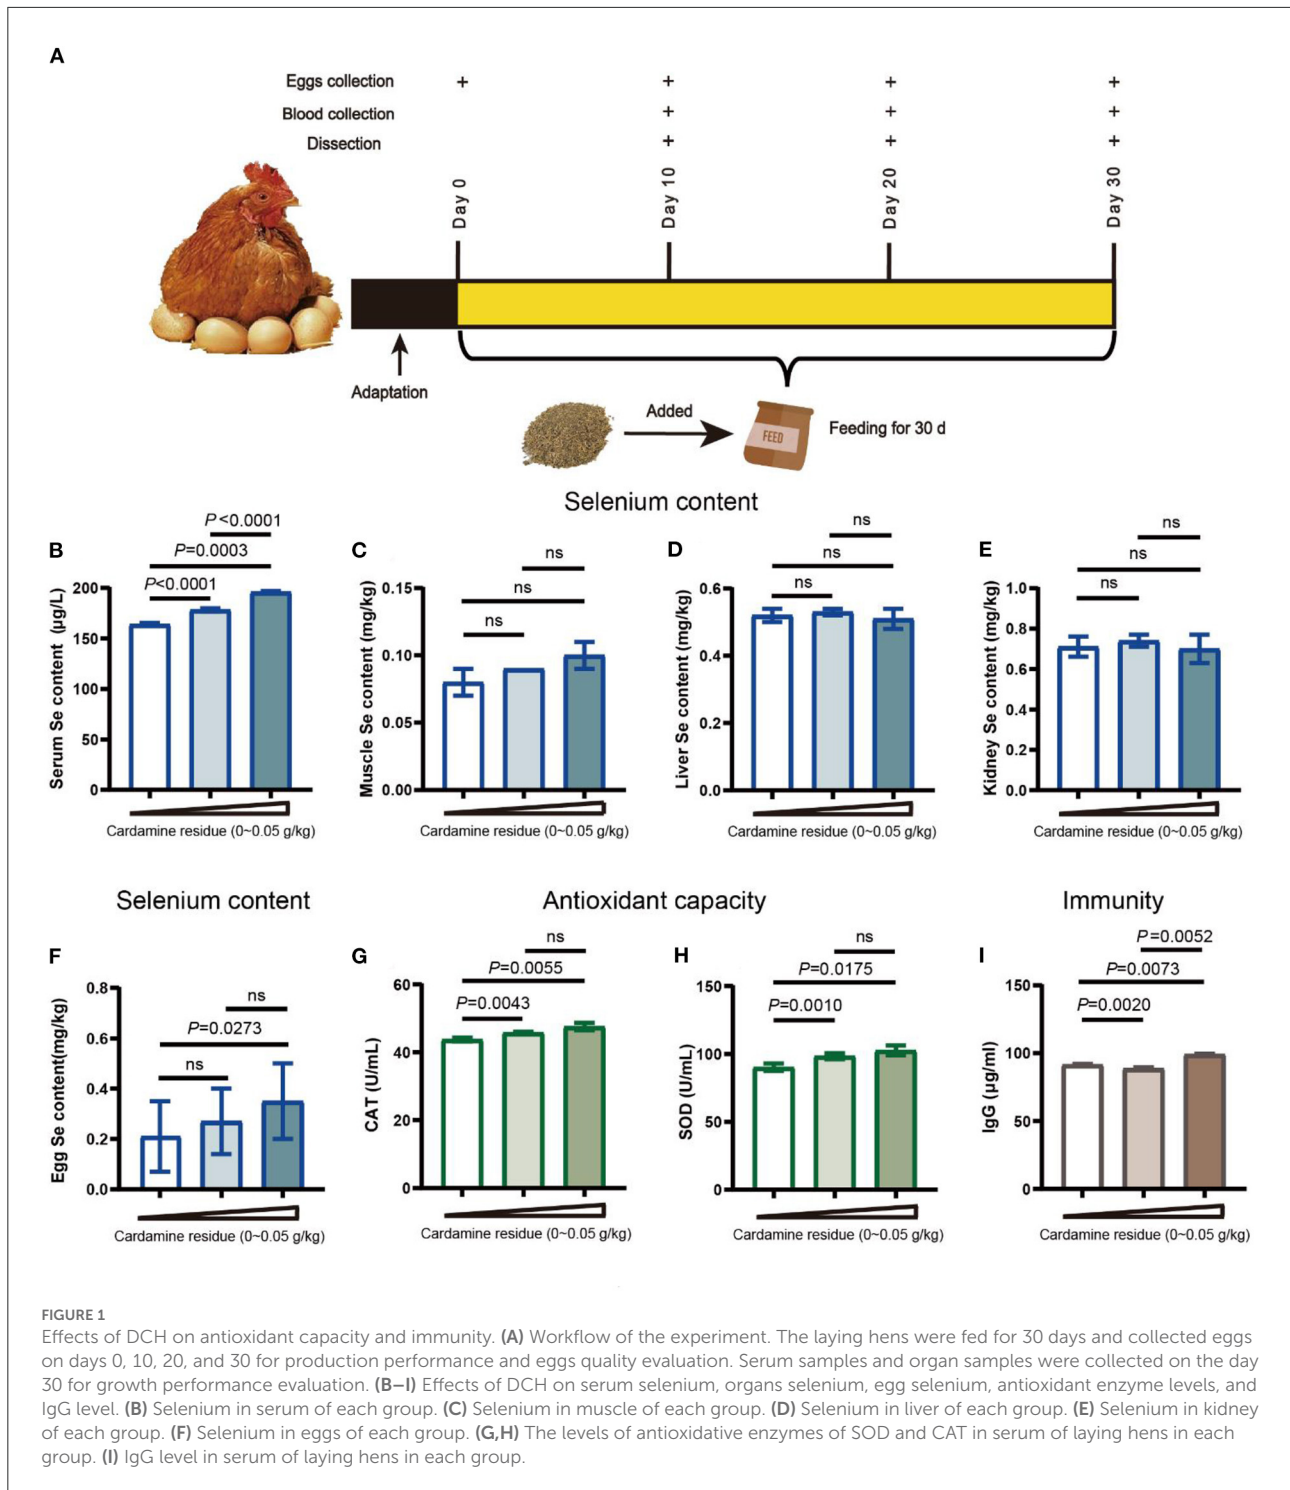 A
Eggs collection + + + +
Blood collection + + +
Dissection + + +
Day 0
Day 10
Day 20
Day 30
Adaptation
Added
FEED
Feeding for 30 d
Selenium content
B
P<0.0001
P=0.0003
P<0.0001
Serum Se content (µg/L)
200
150
100
50
0
Cardamine residue (0~0.05 g/kg)
C
ns
ns
ns
Muscle Se content (mg/kg)
0.15
0.10
0.05
0.00
Cardamine residue (0~0.05 g/kg)
D
ns
ns
ns
Liver Se content (mg/kg)
0.6
0.4
0.2
0.0
Cardamine residue (0~0.05 g/kg)
E
ns
ns
ns
Kidney Se content (mg/kg)
1.0
0.8
0.6
0.4
0.2
0.0
Cardamine residue (0~0.05 g/kg)
Selenium content
Antioxidant capacity
Immunity
F
ns
P=0.0273
ns
Egg Se content(mg/kg)
0.8
0.6
0.4
0.2
0.0
Cardamine residue (0~0.05 g/kg)
G
ns
P=0.0055
P=0.0043
CAT (U/mL)
60
40
20
0
Cardamine residue (0~0.05 g/kg)
H
ns
P=0.0175
P=0.0010
SOD (U/mL)
150
100
50
0
Cardamine residue (0~0.05 g/kg)
I
P=0.0052
P=0.0073
P=0.0020
IgG (µg/ml)
150
100
50
0
Cardamine residue (0~0.05 g/kg)
FIGURE 1
Effects of DCH on antioxidant capacity and immunity. (A) Workflow of the experiment. The laying hens were fed for 30 days and collected eggs
on days 0, 10, 20, and 30 for production performance and eggs quality evaluation. Serum samples and organ samples were collected on the day
30 for growth performance evaluation. (B–I) Effects of DCH on serum selenium, organs selenium, egg selenium, antioxidant enzyme levels, and
IgG level. (B) Selenium in serum of each group. (C) Selenium in muscle of each group. (D) Selenium in liver of each group. (E) Selenium in kidney
of each group. (F) Selenium in eggs of each group. (G,H) The levels of antioxidative enzymes of SOD and CAT in serum of laying hens in each
group. (I) IgG level in serum of laying hens in each group.